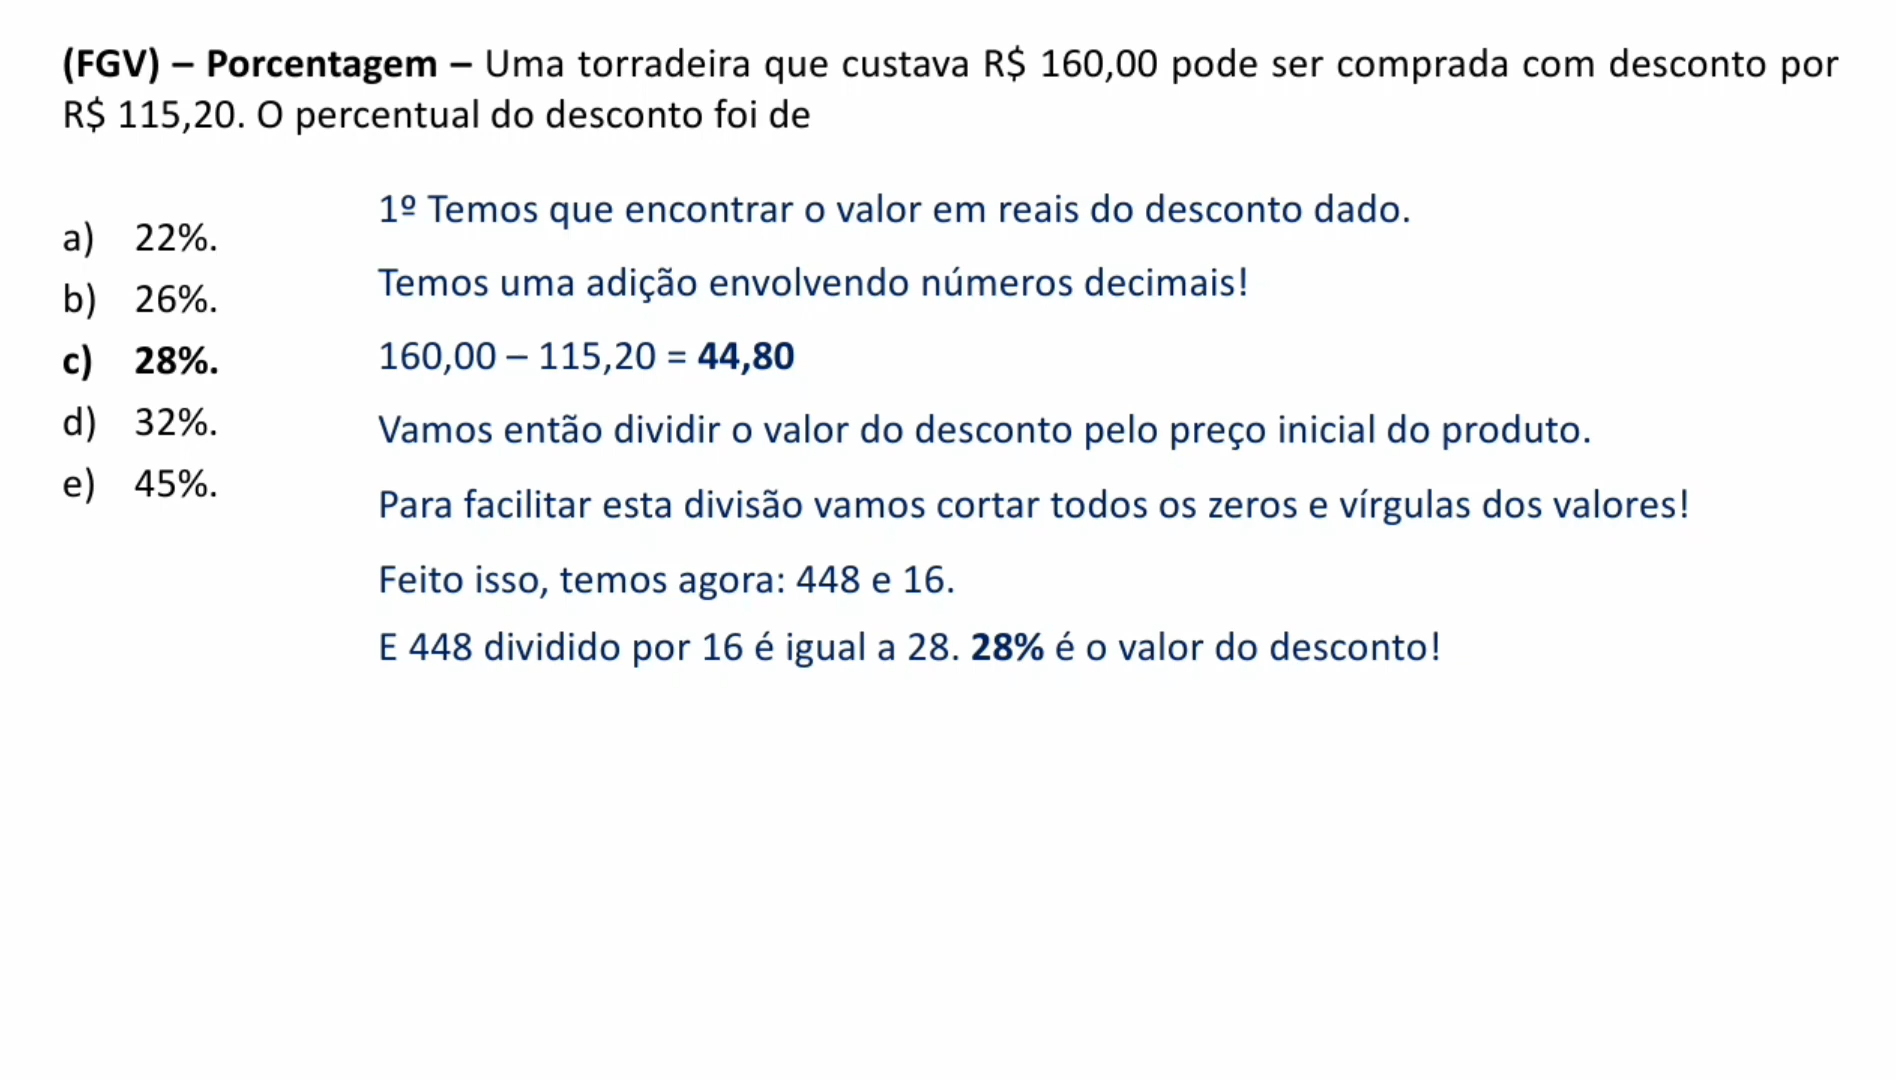 (FGV) – Porcentagem – Uma torradeira que custava R$ 160,00 pode ser comprada com desconto por
R$ 115,20. O percentual do desconto foi de
a) 22%.
b) 26%.
c) 28%.
d) 32%.
e) 45%.
1º Temos que encontrar o valor em reais do desconto dado.
Temos uma adição envolvendo números decimais!
160,00 – 115,20 = 44,80
Vamos então dividir o valor do desconto pelo preço inicial do produto.
Para facilitar esta divisão vamos cortar todos os zeros e vírgulas dos valores!
Feito isso, temos agora: 448 e 16.
E 448 dividido por 16 é igual a 28. 28% é o valor do desconto!